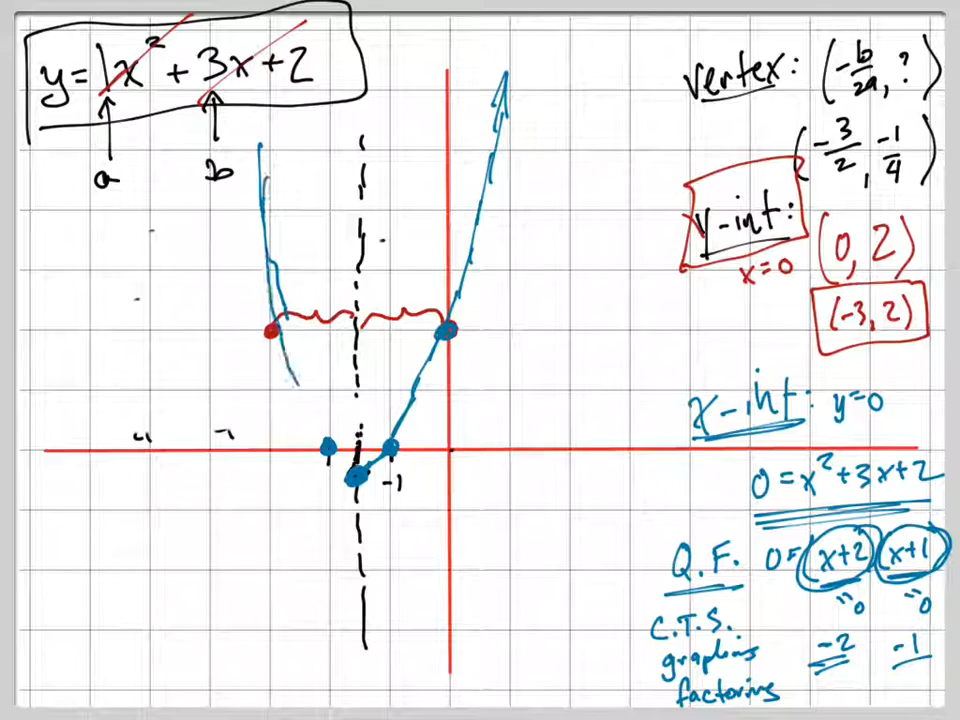 y = 1x² + 3x + 2
a b
vertex: (-b/2a, ?)
(-3/2, -1/4)
y-int:
x=0
(0, 2)
(-3, 2)
x-int: y=0
-1
0 = x² + 3x + 2
Q.F. 0 = (x+2)(x+1)
=0 =0
C.T.S. -2 -1
graphing
factoring